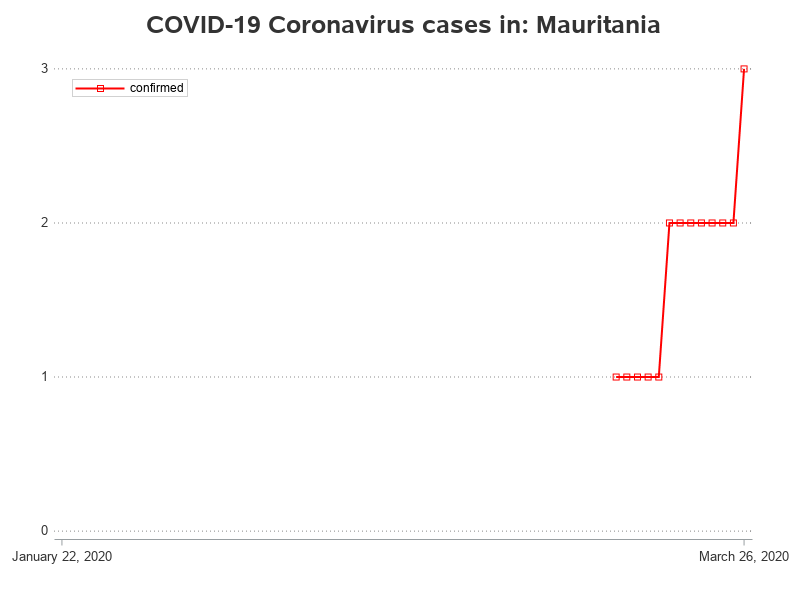 COVID-19 Coronavirus cases in: Mauritania
3
confirmed
2
1
0
January 22, 2020
March 26, 2020